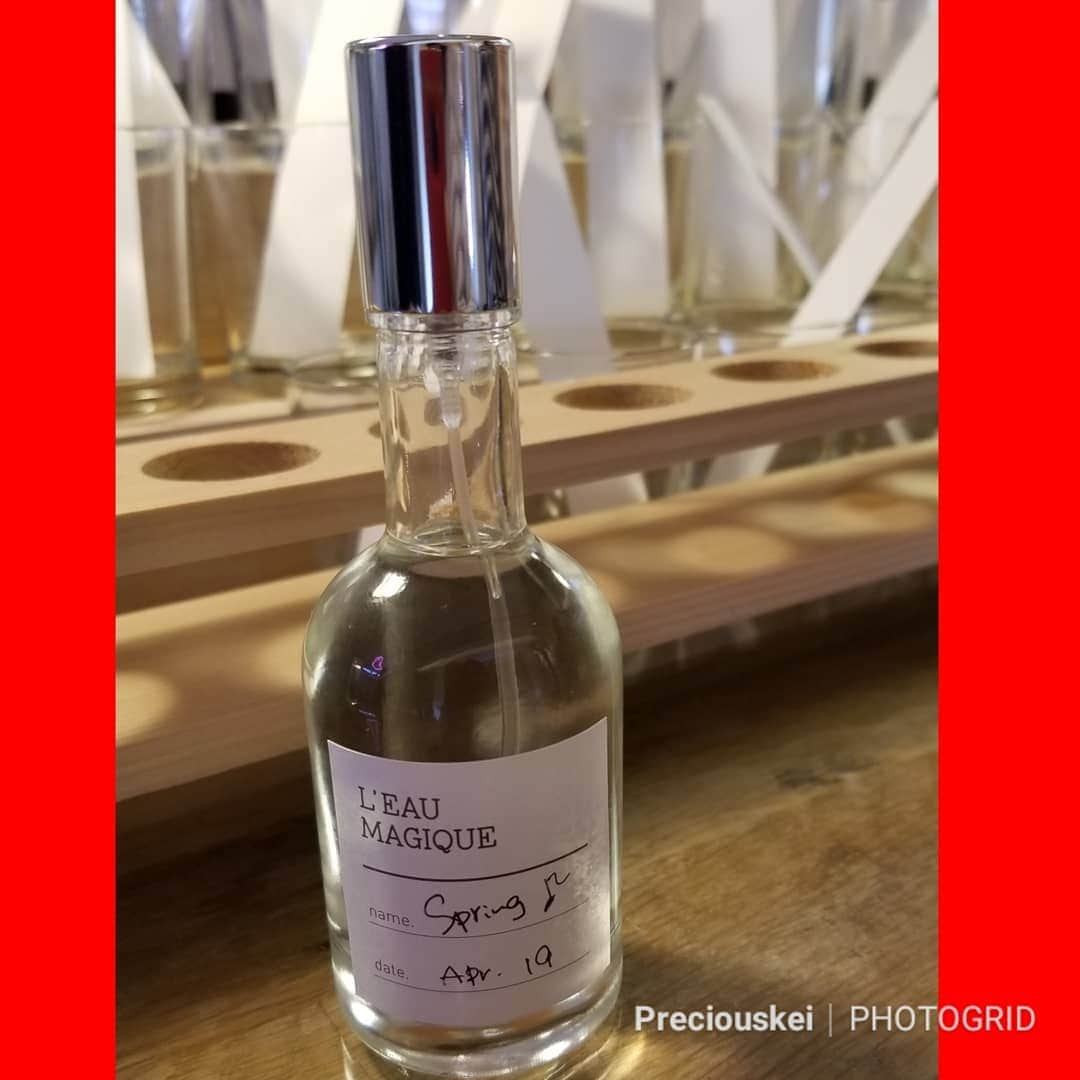 L'EAU
MAGIQUE
name. Spring ♪
date. Apr. 19
Preciouskei | PHOTOGRID